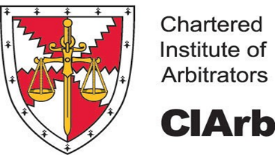 Chartered
Institute of
Arbitrators
CIArb